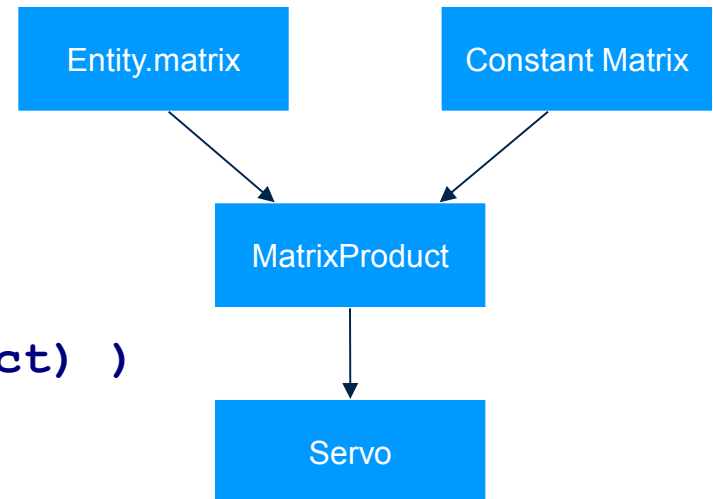 Entity.matrix
Constant Matrix
MatrixProduct
ct) )
Servo